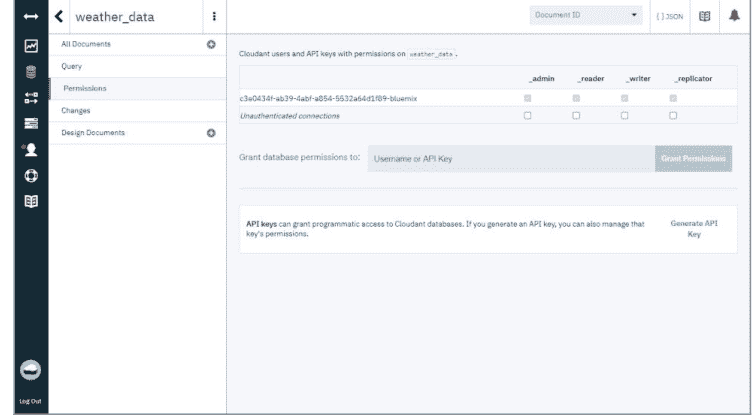 weather_data
Document ID
{ } JSON
All Documents
Query
Permissions
Changes
Design Documents
Cloudant users and API keys with permissions on weather_data .
_admin _reader _writer _replicator
c3e0434f-ab39-4abf-a854-5532a64d1f89-bluemix
Unauthenticated connections
Grant database permissions to: Username or API Key Grant Permissions
API keys can grant programmatic access to Cloudant databases. If you generate an API key, you can also manage that
key's permissions.
Generate API
Key
Log Out